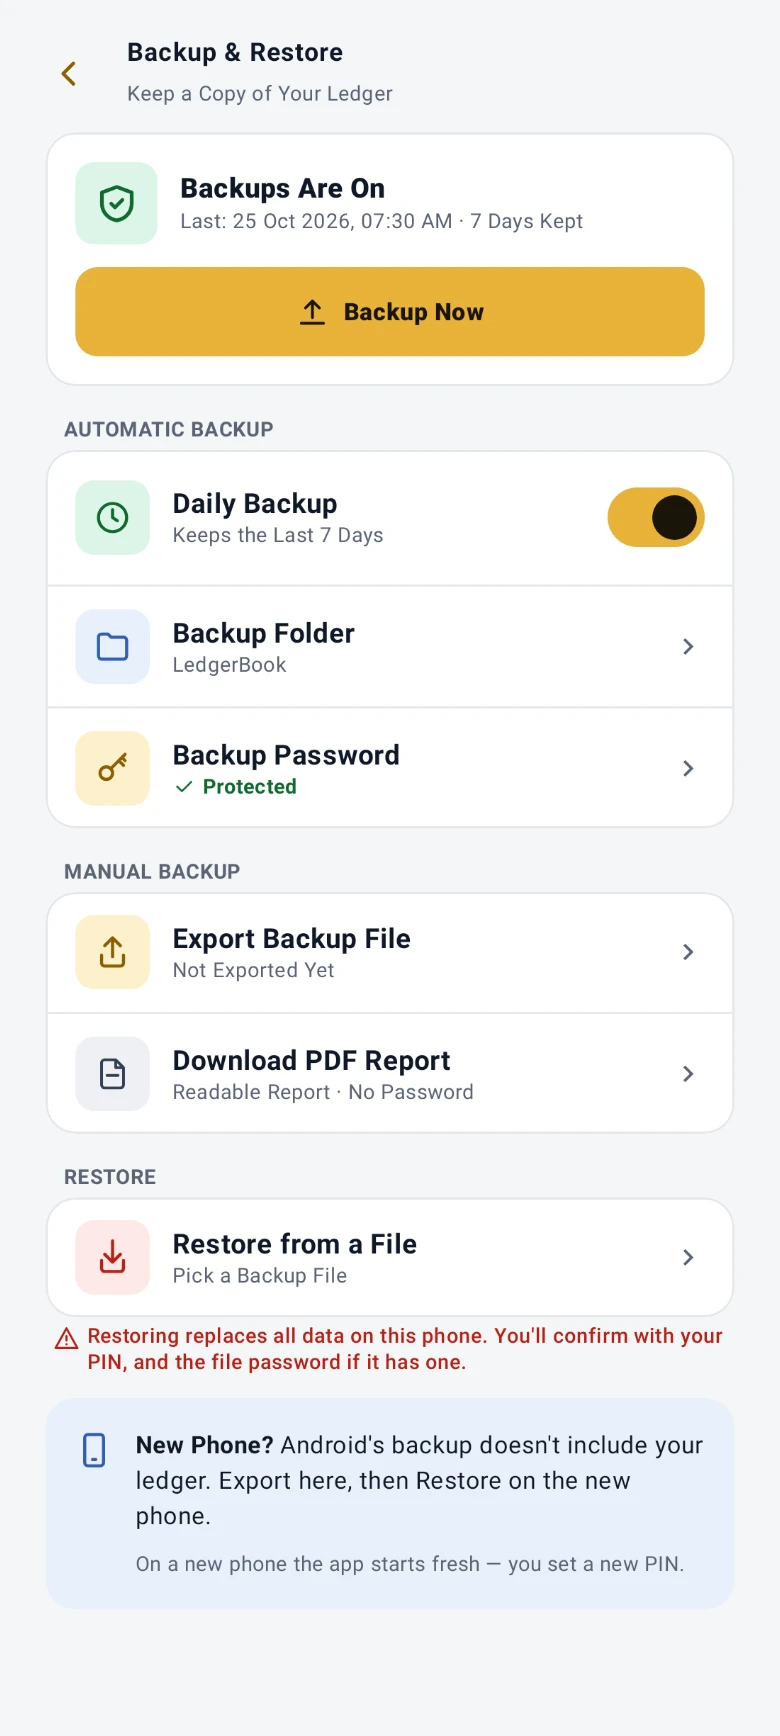 Backup & Restore
Keep a Copy of Your Ledger
Backups Are On
Last: 25 Oct 2026, 07:30 AM · 7 Days Kept
Backup Now
AUTOMATIC BACKUP
Daily Backup
Keeps the Last 7 Days
Backup Folder
LedgerBook
Backup Password
Protected
MANUAL BACKUP
Export Backup File
Not Exported Yet
Download PDF Report
Readable Report · No Password
RESTORE
Restore from a File
Pick a Backup File
Restoring replaces all data on this phone. You'll confirm with your
PIN, and the file password if it has one.
New Phone? Android's backup doesn't include your
ledger. Export here, then Restore on the new
phone.
On a new phone the app starts fresh — you set a new PIN.